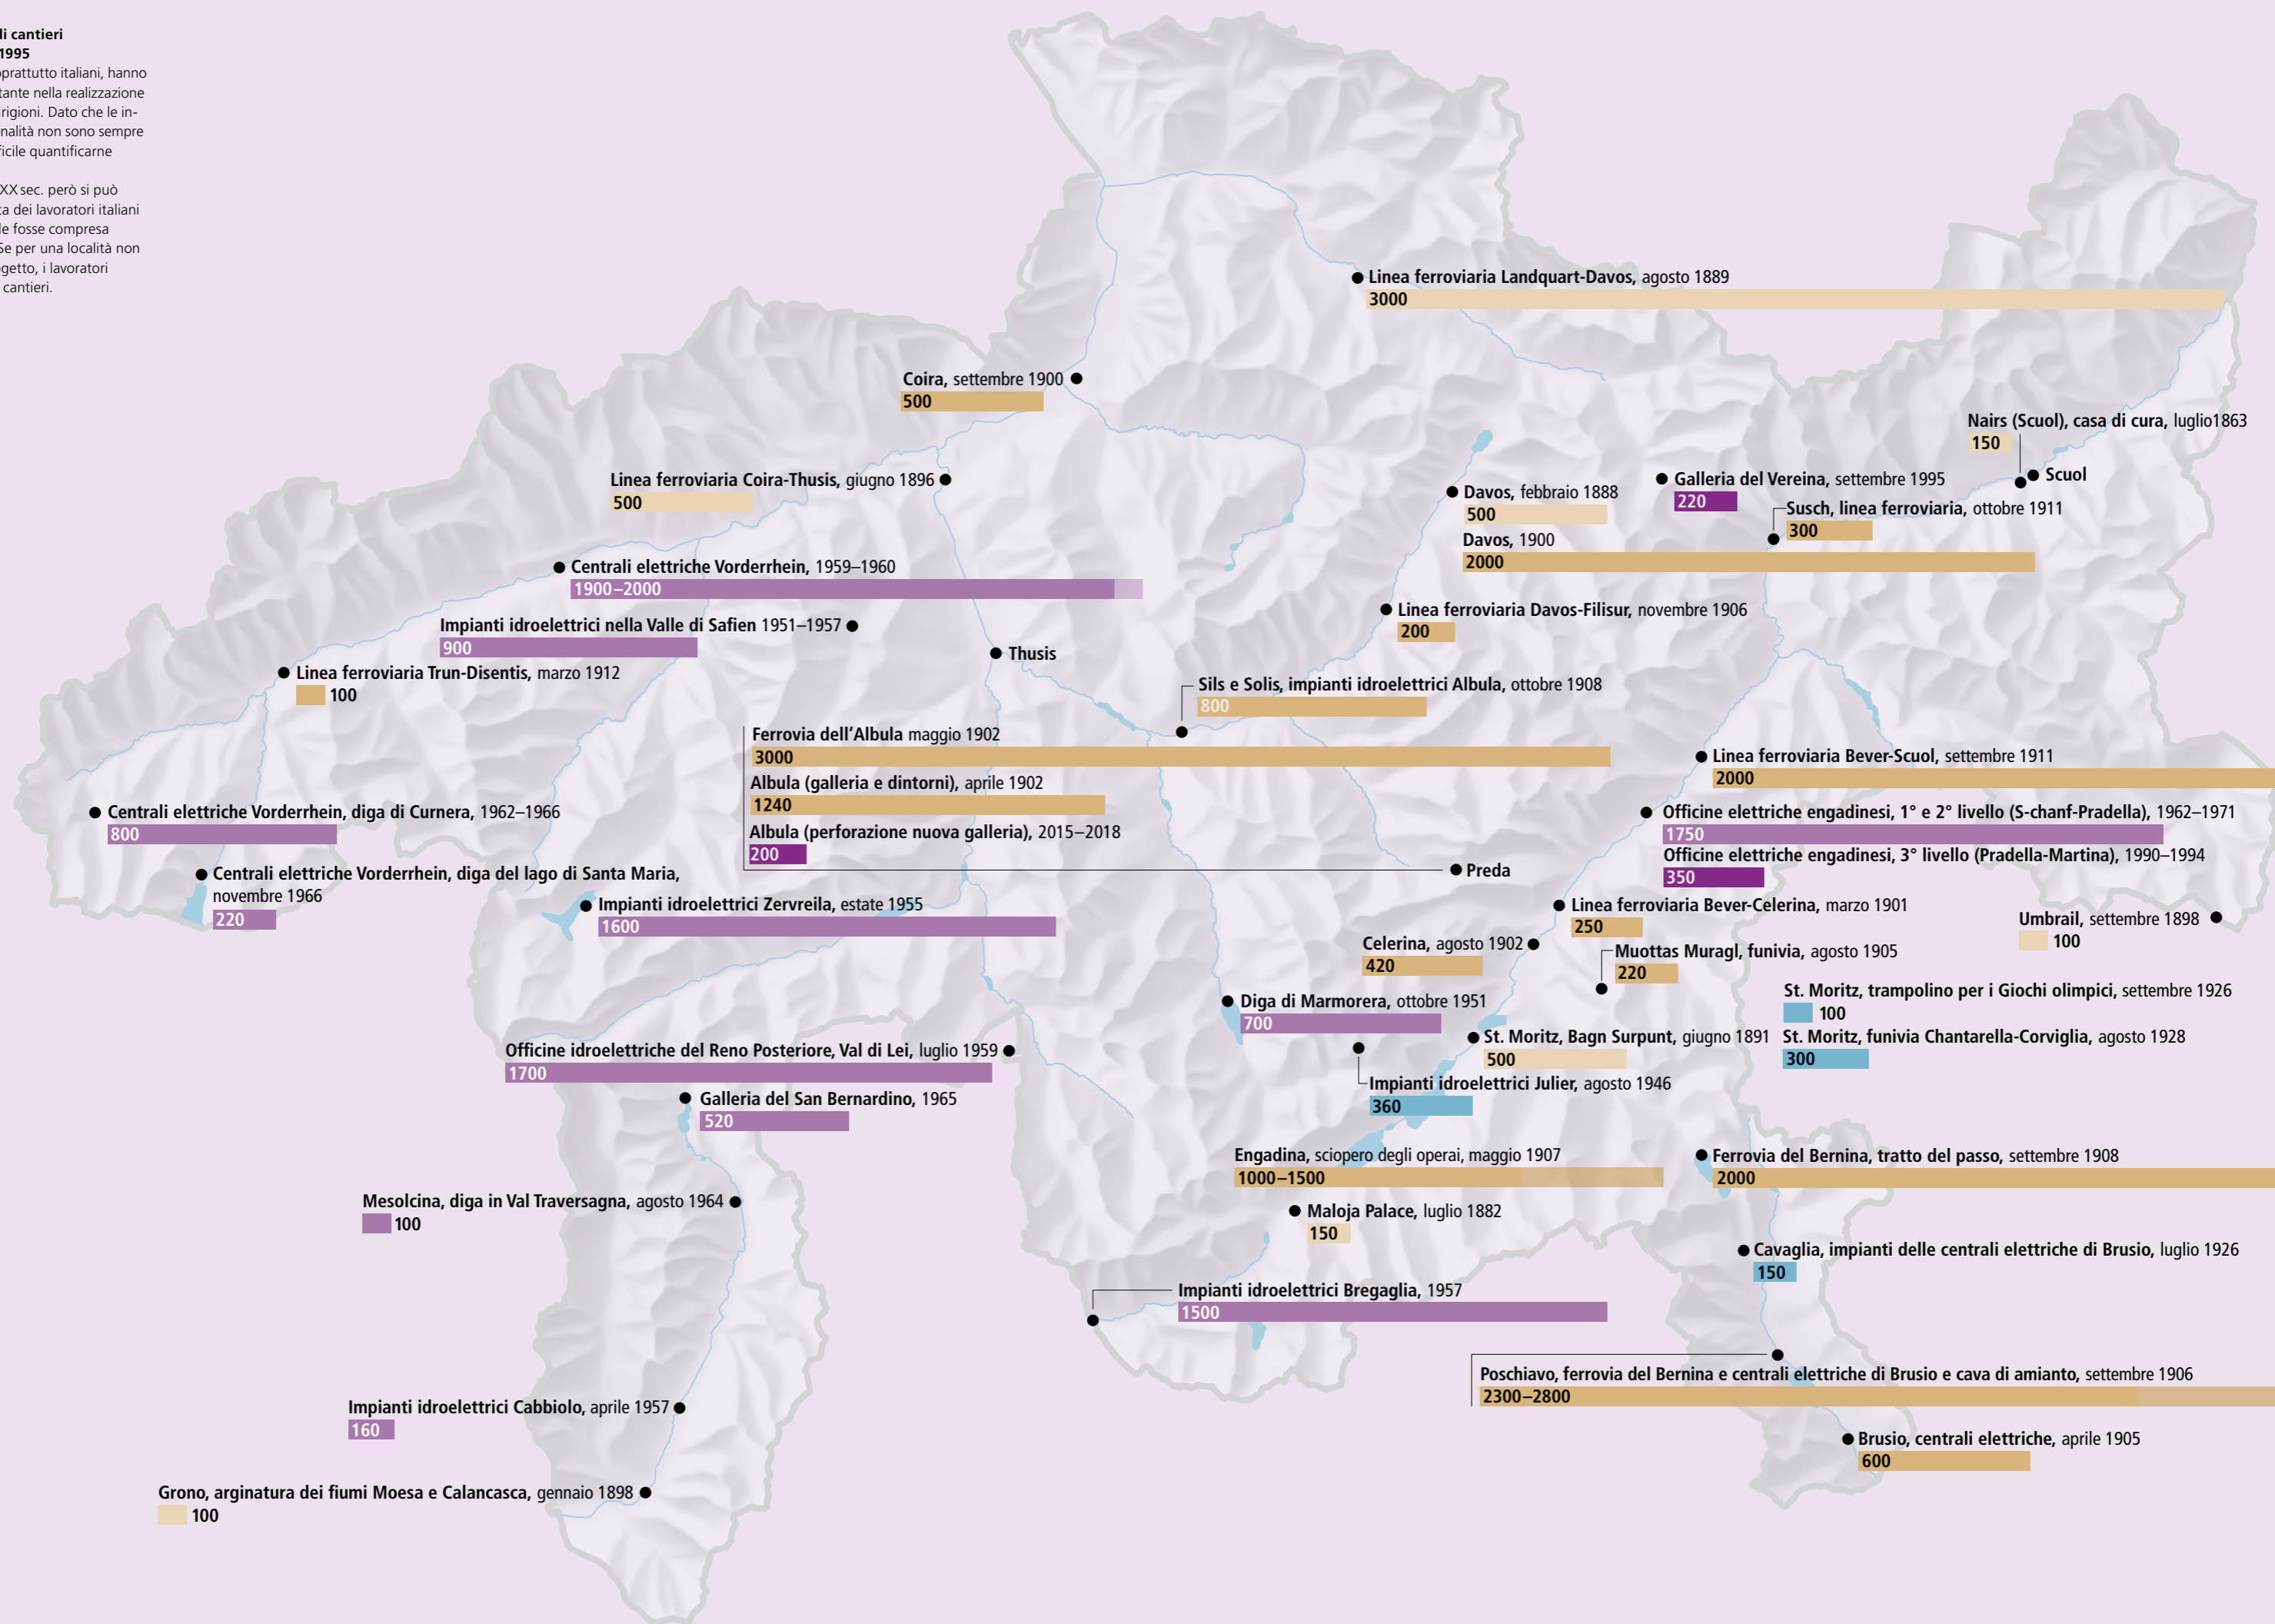 li cantieri
1995
oprattutto italiani, hanno
tante nella realizzazione
rigioni. Dato che le in-
nalità non sono sempre
ficile quantificarne
XX sec. però si può
ta dei lavoratori italiani
le fosse compresa
Se per una località non
getto, i lavoratori
cantieri.
Linea ferroviaria Landquart-Davos, agosto 1889
3000
Coira, settembre 1900
500
Nairs (Scuol), casa di cura, luglio1863
150
Scuol
Linea ferroviaria Coira-Thusis, giugno 1896
500
Davos, febbraio 1888
500
Davos, 1900
2000
Galleria del Vereina, settembre 1995
220
Susch, linea ferroviaria, ottobre 1911
300
Centrali elettriche Vorderrhein, 1959–1960
1900–2000
Impianti idroelettrici nella Valle di Safien 1951–1957
900
Linea ferroviaria Davos-Filisur, novembre 1906
200
Thusis
Linea ferroviaria Trun-Disentis, marzo 1912
100
Sils e Solis, impianti idroelettrici Albula, ottobre 1908
800
Ferrovia dell’Albula maggio 1902
3000
Albula (galleria e dintorni), aprile 1902
1240
Albula (perforazione nuova galleria), 2015–2018
200
Preda
Linea ferroviaria Bever-Scuol, settembre 1911
2000
Centrali elettriche Vorderrhein, diga di Curnera, 1962–1966
800
Officine elettriche engadinesi, 1° e 2° livello (S-chanf-Pradella), 1962–1971
1750
Officine elettriche engadinesi, 3° livello (Pradella-Martina), 1990–1994
350
Centrali elettriche Vorderrhein, diga del lago di Santa Maria,
novembre 1966
220
Impianti idroelettrici Zervreila, estate 1955
1600
Linea ferroviaria Bever-Celerina, marzo 1901
250
Umbrail, settembre 1898
100
Celerina, agosto 1902
420
Muottas Muragl, funivia, agosto 1905
220
Diga di Marmorera, ottobre 1951
700
St. Moritz, trampolino per i Giochi olimpici, settembre 1926
100
St. Moritz, Bagn Surpunt, giugno 1891
500
St. Moritz, funivia Chantarella-Corviglia, agosto 1928
300
Officine idroelettriche del Reno Posteriore, Val di Lei, luglio 1959
1700
Impianti idroelettrici Julier, agosto 1946
360
Galleria del San Bernardino, 1965
520
Engadina, sciopero degli operai, maggio 1907
1000–1500
Ferrovia del Bernina, tratto del passo, settembre 1908
2000
Mesolcina, diga in Val Traversagna, agosto 1964
100
Maloja Palace, luglio 1882
150
Cavaglia, impianti delle centrali elettriche di Brusio, luglio 1926
150
Impianti idroelettrici Bregaglia, 1957
1500
Poschiavo, ferrovia del Bernina e centrali elettriche di Brusio e cava di amianto, settembre 1906
2300–2800
Impianti idroelettrici Cabbiolo, aprile 1957
160
Brusio, centrali elettriche, aprile 1905
600
Grono, arginatura dei fiumi Moesa e Calancasca, gennaio 1898
100